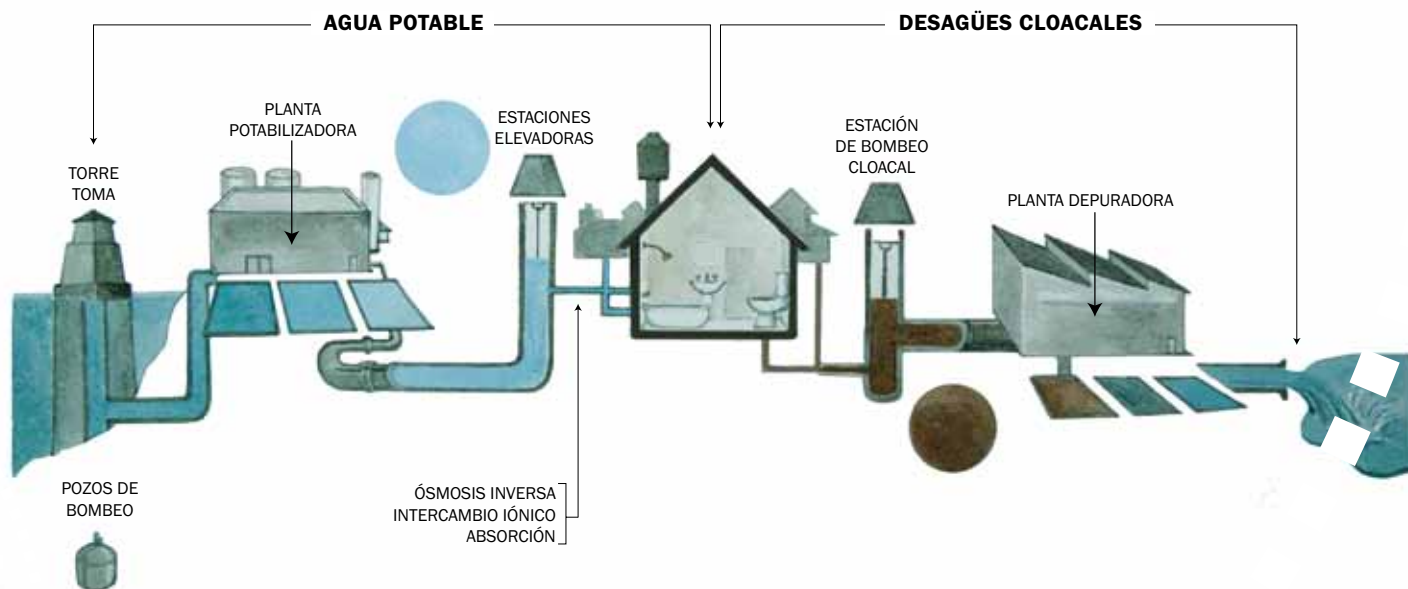 AGUA POTABLE
DESAGÜES CLOACALES
TORRE
TOMA
PLANTA
POTABILIZADORA
ESTACIONES
ELEVADORAS
ESTACIÓN
DE BOMBEO
CLOACAL
PLANTA DEPURADORA
POZOS DE
BOMBEO
ÓSMOSIS INVERSA
INTERCAMBIO IÓNICO
ABSORCIÓN